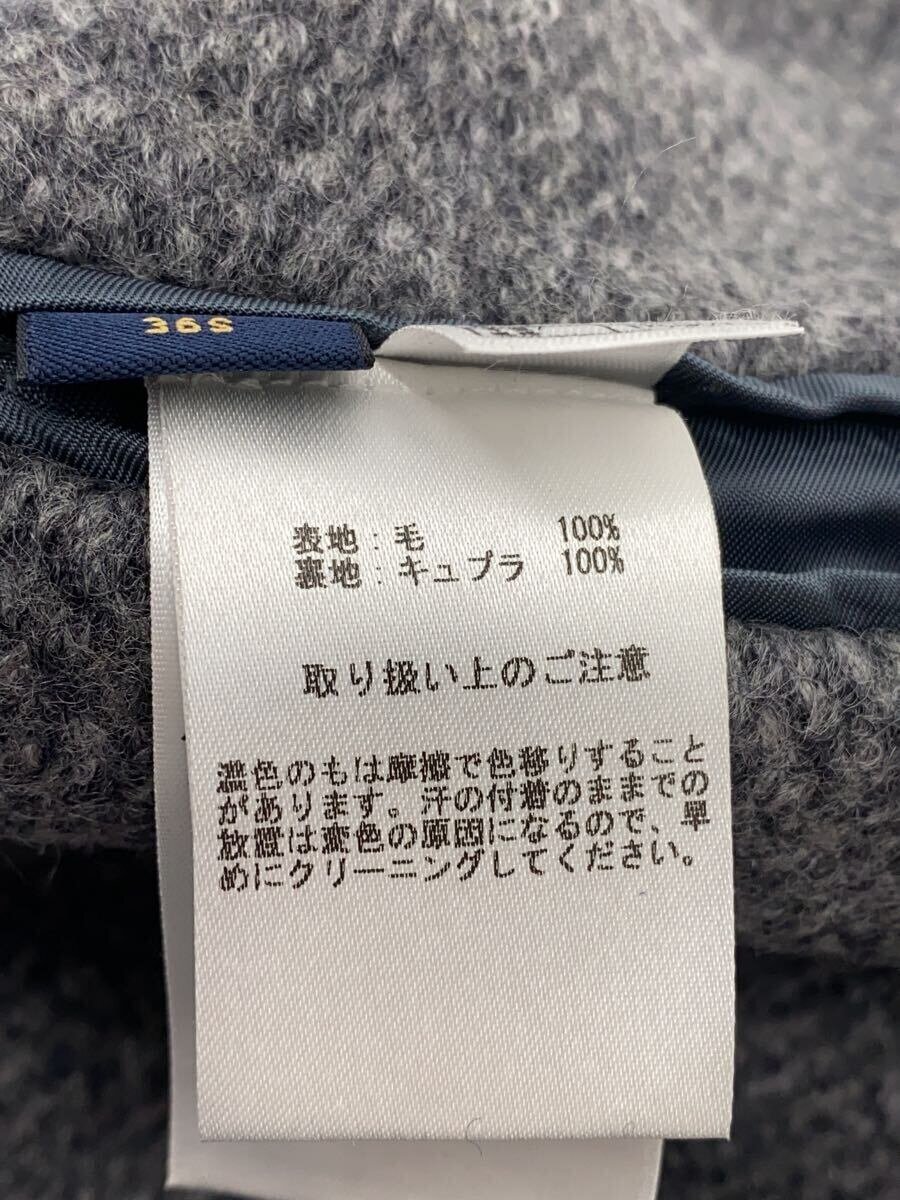 36S
表地:毛 100%
裏地:キュプラ 100%
取り扱い上のご注意
濃色のもは摩擦で色移りすること
があります。汗の付着のままでの
放置は変色の原因になるので、早
めにクリーニングしてください。